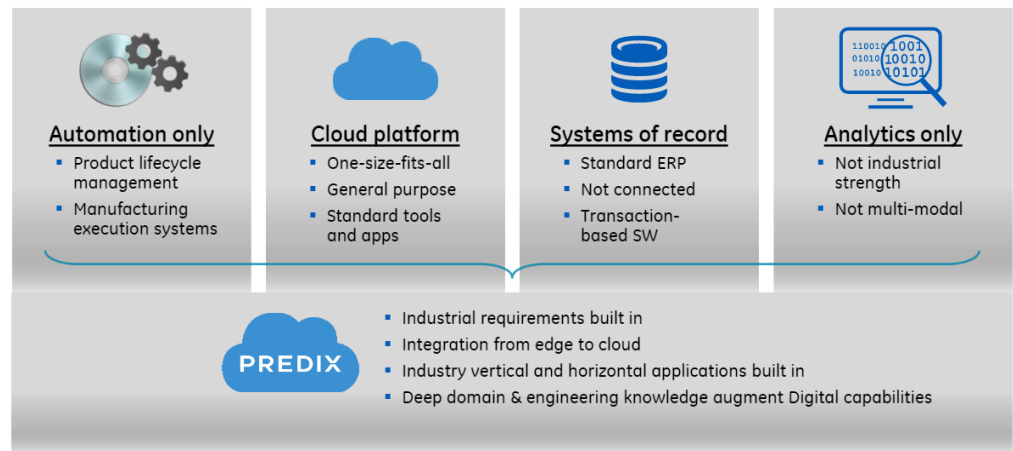 110010 1001
01010 10010
10010 10101
Automation only
Product lifecycle
management
Manufacturing
execution systems
Cloud platform
One-size-fits-all
General purpose
Standard tools
and apps
Systems of record
Standard ERP
Not connected
Transaction-
based SW
Analytics only
Not industrial
strength
Not multi-modal
PREDIX
Industrial requirements built in
Integration from edge to cloud
Industry vertical and horizontal applications built in
Deep domain & engineering knowledge augment Digital capabilities